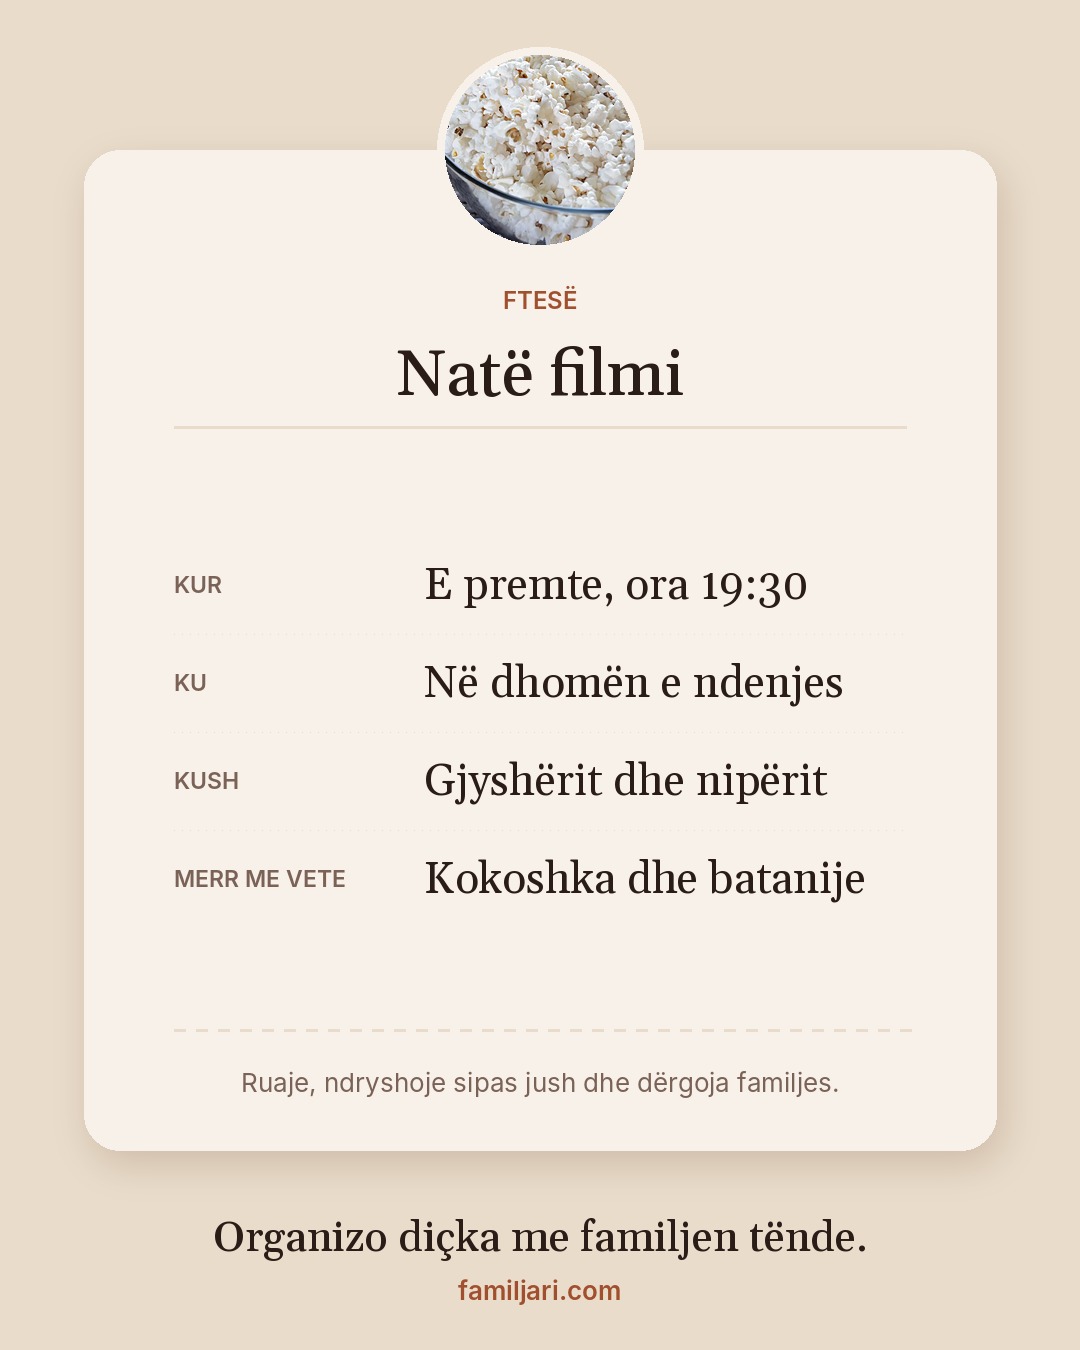 FTESË
Natë filmi
KUR E premte, ora 19:30
KU Në dhomën e ndenjes
KUSH Gjyshërit dhe nipërit
MERR ME VETE Kokoshka dhe batanije
Ruaje, ndryshoje sipas jush dhe dërgoja familjes.
Organizo diçka me familjen tënde.
familjari.com